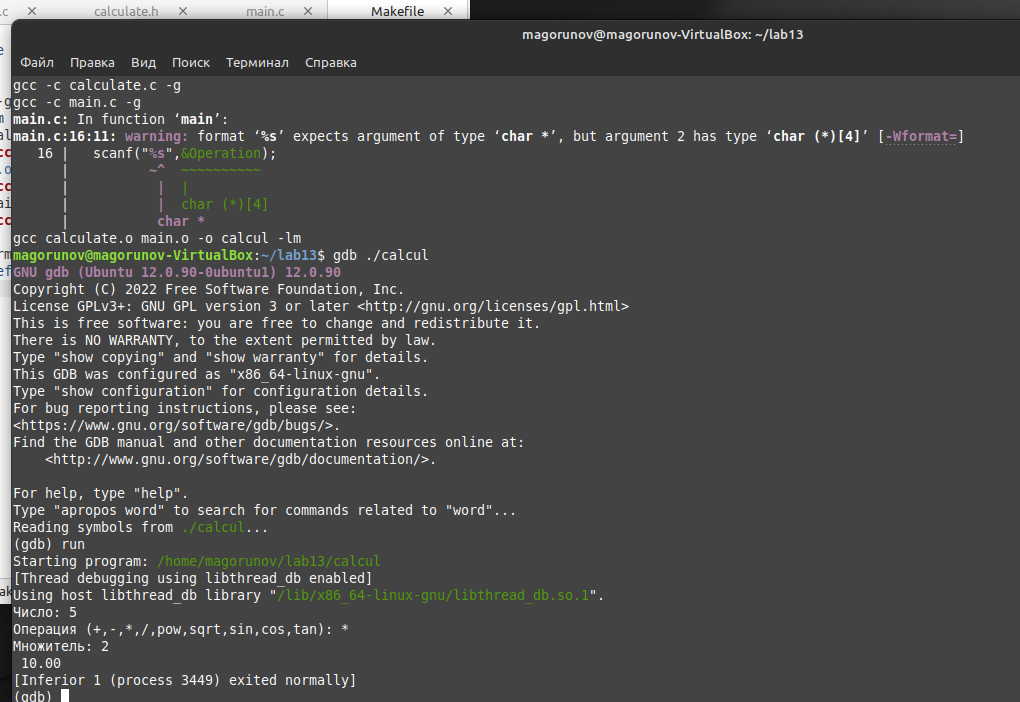 .c ✕ calculate.h ✕ main.c ✕ Makefile ✕
magorunov@magorunov-VirtualBox: ~/lab13
Файл Правка Вид Поиск Терминал Справка
gcc -c calculate.c -g
gcc -c main.c -g
main.c: In function ‘main’:
main.c:16:11: warning: format ‘%s’ expects argument of type ‘char *’, but argument 2 has type ‘char (*)[4]’ [-Wformat=]
   16 |   scanf("%s",&Operation);
      |          ~^  ~~~~~~~~~~
      |           |  |
      |           |  char (*)[4]
      |           char *
gcc calculate.o main.o -o calcul -lm
magorunov@magorunov-VirtualBox:~/lab13$ gdb ./calcul
GNU gdb (Ubuntu 12.0.90-0ubuntu1) 12.0.90
Copyright (C) 2022 Free Software Foundation, Inc.
License GPLv3+: GNU GPL version 3 or later <http://gnu.org/licenses/gpl.html>
This is free software: you are free to change and redistribute it.
There is NO WARRANTY, to the extent permitted by law.
Type "show copying" and "show warranty" for details.
This GDB was configured as "x86_64-linux-gnu".
Type "show configuration" for configuration details.
For bug reporting instructions, please see:
<https://www.gnu.org/software/gdb/bugs/>.
Find the GDB manual and other documentation resources online at:
    <http://www.gnu.org/software/gdb/documentation/>.
For help, type "help".
Type "apropos word" to search for commands related to "word"...
Reading symbols from ./calcul...
(gdb) run
Starting program: /home/magorunov/lab13/calcul
[Thread debugging using libthread_db enabled]
Using host libthread_db library "/lib/x86_64-linux-gnu/libthread_db.so.1".
Число: 5
Операция (+,-,*,/,pow,sqrt,sin,cos,tan): *
Множитель: 2
 10.00
[Inferior 1 (process 3449) exited normally]
(gdb)